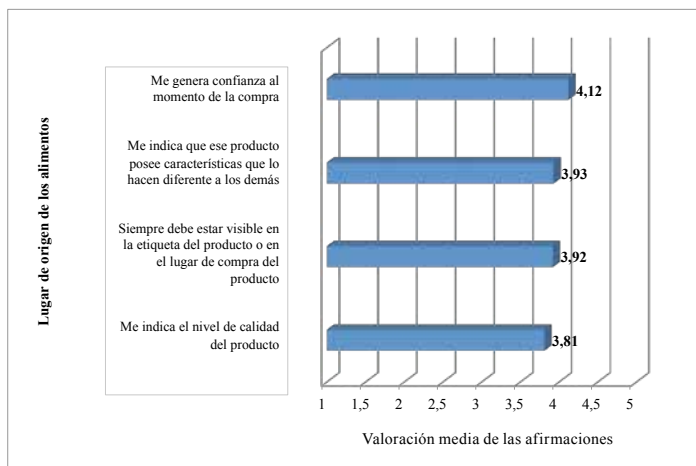 Lugar de origen de los alimentos
Me genera confianza al
momento de la compra
4,12
Me indica que ese producto
posee características que lo
hacen diferente a los demás
3,93
Siempre debe estar visible en
la etiqueta del producto o en
el lugar de compra del
producto
3,92
Me indica el nivel de calidad
del producto
3,81
1 1,5 2 2,5 3 3,5 4 4,5 5
Valoración media de las afirmaciones